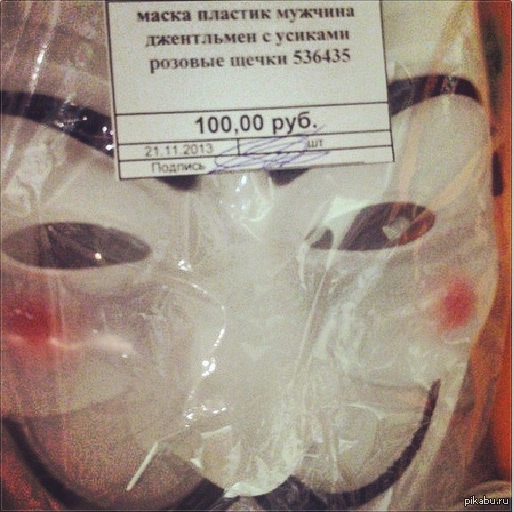 маска пластик мужчина
джентльмен с усиками
розовые щечки 536435
100,00 руб.
21.11.2013 шт
Подпись
pikabu.ru